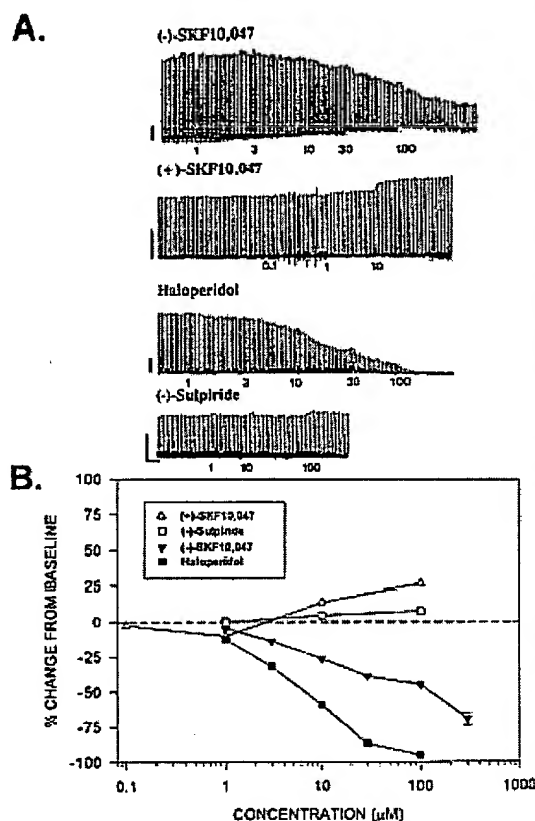 A.
(-)-SKF10,047
1 3 10 30 100
(+)-SKF10,047
0.1 1 10
Haloperidol
1 3 10 30 100
(-)-Sulpiride
1 10 100
B.
100
75
50
25
0
-25
-50
-75
-100
% CHANGE FROM BASELINE
(+)-SKF10,047
(-)-Sulpiride
(-)-SKF10,047
Haloperidol
0.1 1 10 100 1000
CONCENTRATION [µM]